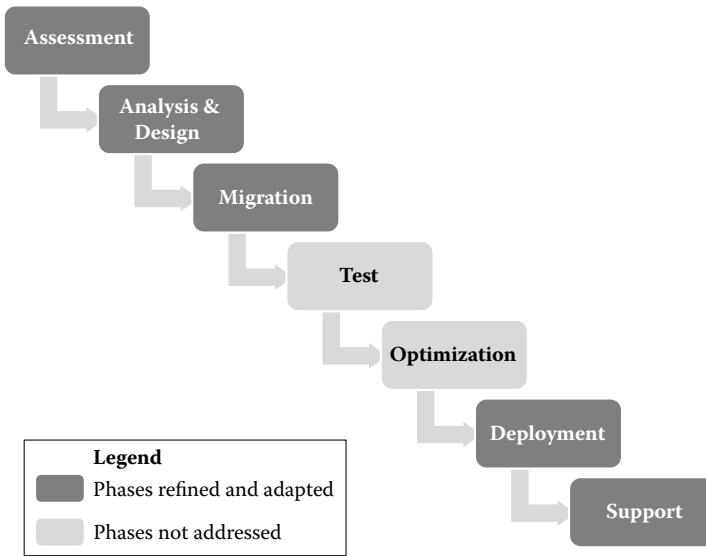 Assessment
Analysis &
Design
Migration
Test
Optimization
Deployment
Support
Legend
Phases refined and adapted
Phases not addressed